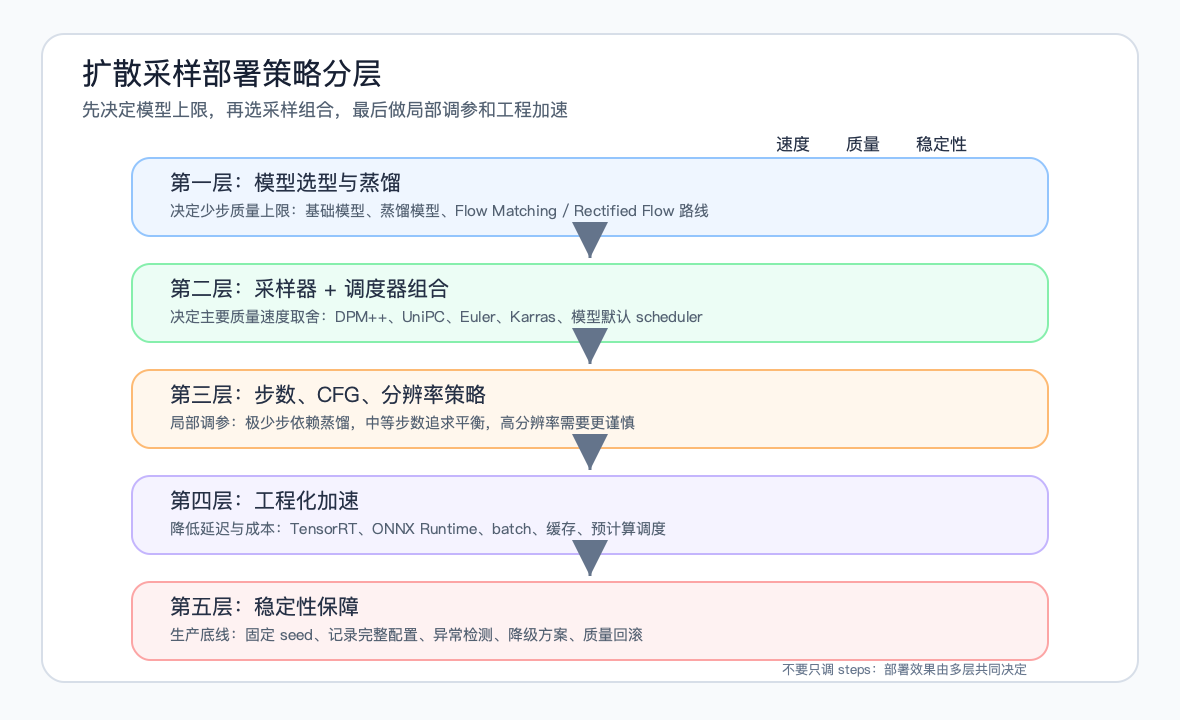 扩散采样部署策略分层
先决定模型上限，再选采样组合，最后做局部调参和工程加速
速度 质量 稳定性
第一层：模型选型与蒸馏
决定少步质量上限：基础模型、蒸馏模型、Flow Matching / Rectified Flow 路线
第二层：采样器 + 调度器组合
决定主要质量速度取舍：DPM++、UniPC、Euler、Karras、模型默认 scheduler
第三层：步数、CFG、分辨率策略
局部调参：极少步依赖蒸馏，中等步数追求平衡，高分辨率需要更谨慎
第四层：工程化加速
降低延迟与成本：TensorRT、ONNX Runtime、batch、缓存、预计算调度
第五层：稳定性保障
生产底线：固定 seed、记录完整配置、异常检测、降级方案、质量回滚
不要只调 steps：部署效果由多层共同决定